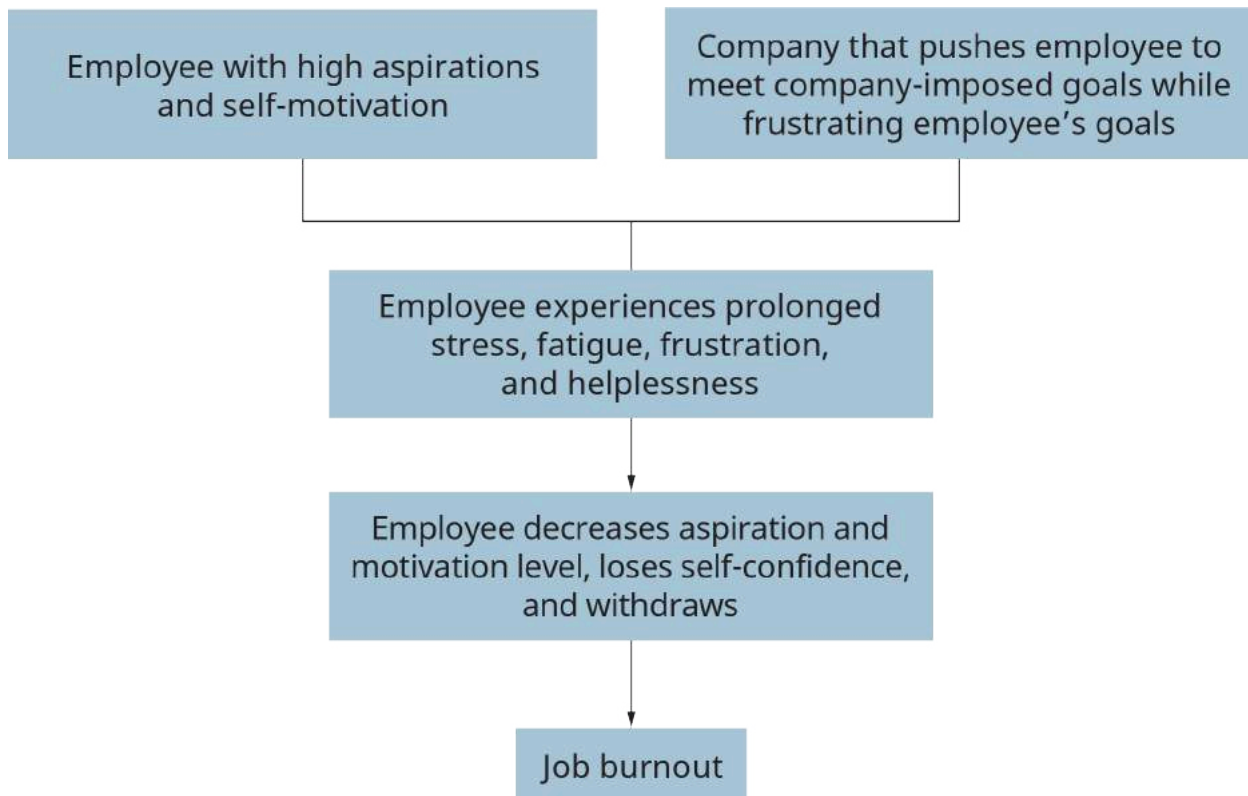 Employee with high aspirations
and self-motivation
Company that pushes employee to
meet company-imposed goals while
frustrating employee’s goals
Employee experiences prolonged
stress, fatigue, frustration,
and helplessness
Employee decreases aspiration and
motivation level, loses self-confidence,
and withdraws
Job burnout